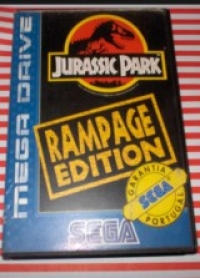 MEGA DRIVE
JURASSIC PARK
RAMPAGE
EDITION
GARANTIA
SEGA
PORTUGAL
SEGA